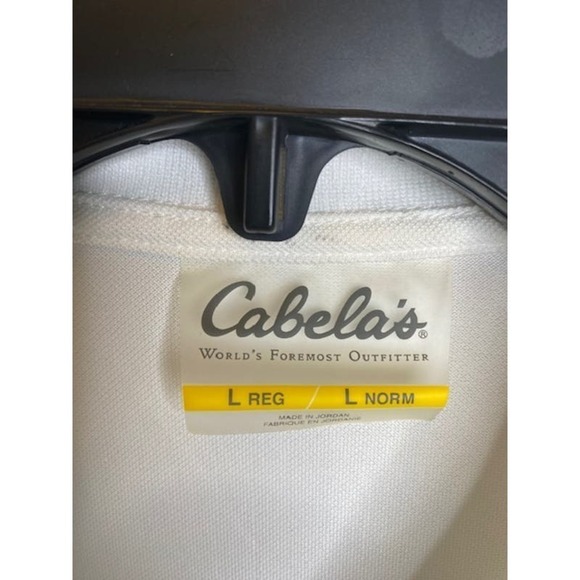 Cabela's®
WORLD'S FOREMOST OUTFITTER
L REG / L NORM
MADE IN JORDAN
FABRIQUE EN JORDANIE